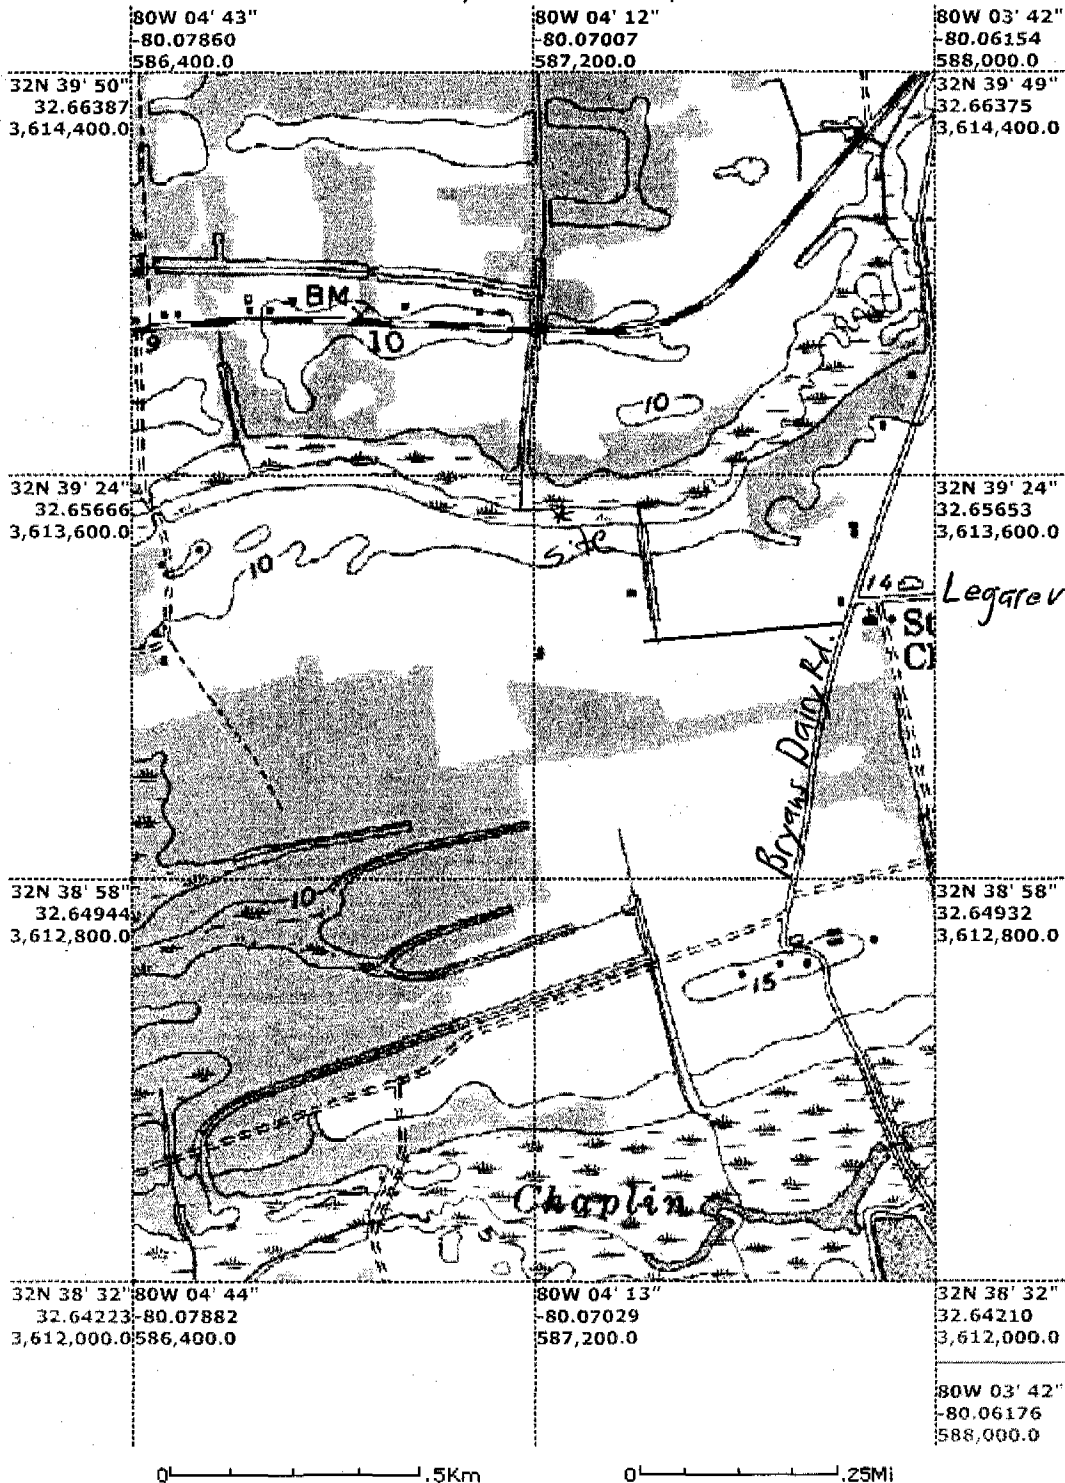 80W 04' 43"
-80.07860
586,400.0
80W 04' 12"
-80.07007
587,200.0
80W 03' 42"
-80.06154
588,000.0
32N 39' 50"
32.66387
3,614,400.0
32N 39' 49"
32.66375
3,614,400.0
BM
9
10
10
32N 39' 24"
32.65666
3,613,600.0
32N 39' 24"
32.65653
3,613,600.0
Site
10
14
Legare
Bryans Dairy Rd.
32N 38' 58"
32.64944
3,612,800.0
10
32N 38' 58"
32.64932
3,612,800.0
15
Chaplin
5
32N 38' 32"
32.64223
3,612,000.0
80W 04' 44"
-80.07882
586,400.0
80W 04' 13"
-80.07029
587,200.0
32N 38' 32"
32.64210
3,612,000.0
80W 03' 42"
-80.06176
588,000.0
0 .5Km
0 .25Mi